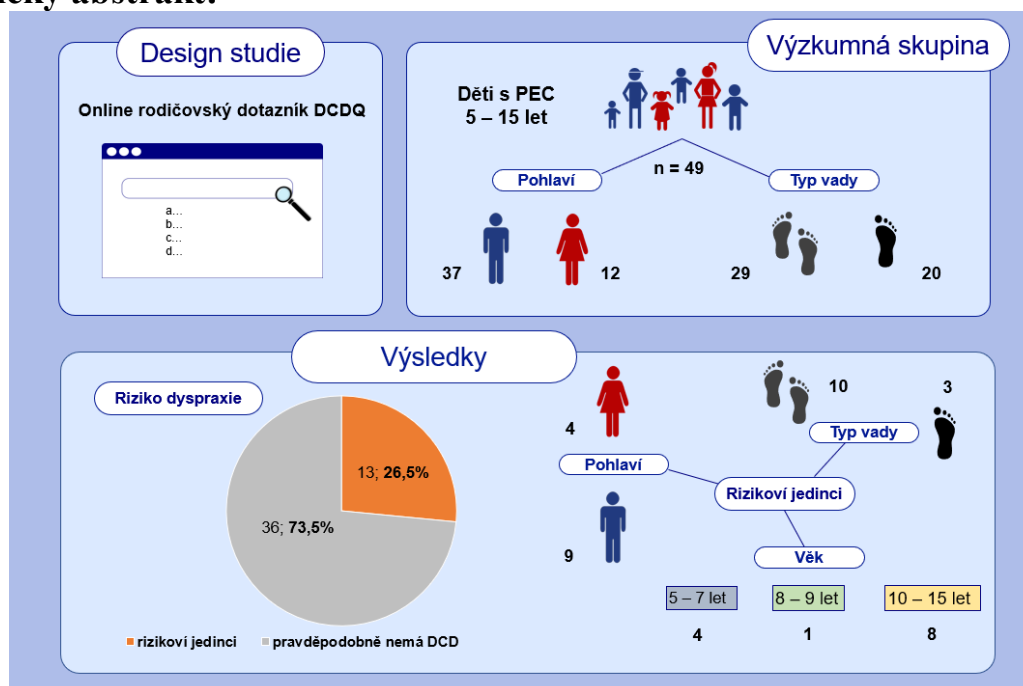 abstrakt:
Design studie
Online rodičovský dotazník DCDQ
a...
b...
c...
d...
Výzkumná skupina
Děti s PEC
5 – 15 let
n = 49
Pohlaví
Typ vady
37
12
29
20
Výsledky
Riziko dyspraxie
13; 26,5%
36; 73,5%
rizikoví jedinci
pravděpodobně nemá DCD
4
10
3
Typ vady
Pohlaví
Rizikoví jedinci
9
Věk
5 – 7 let
8 – 9 let
10 – 15 let
4
1
8